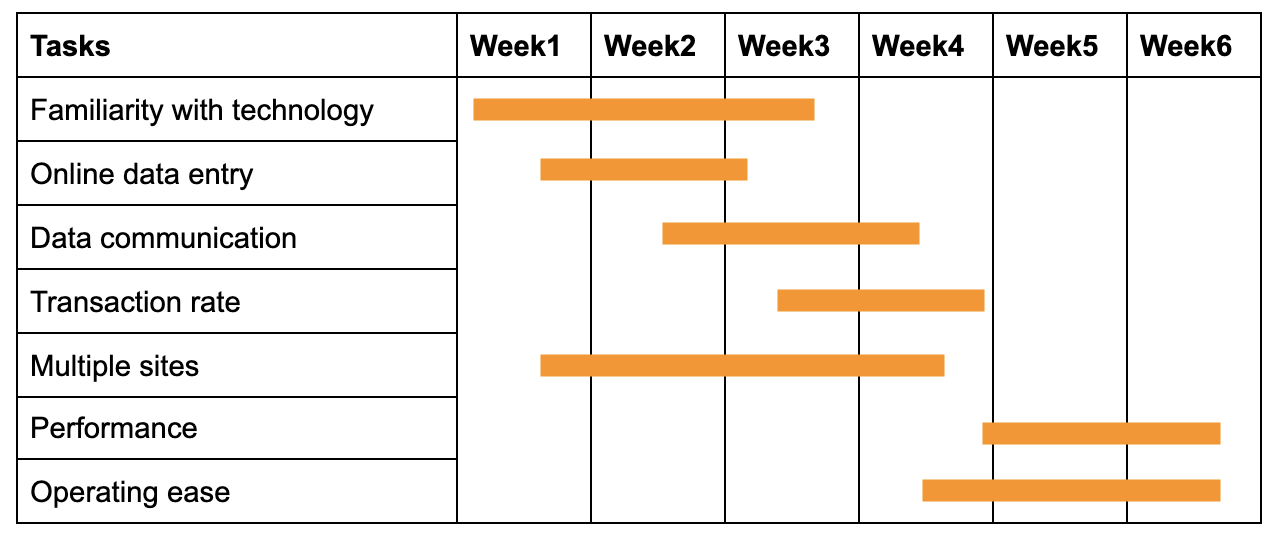 Tasks Week1 Week2 Week3 Week4 Week5 Week6
Familiarity with technology
Online data entry
Data communication
Transaction rate
Multiple sites
Performance
Operating ease